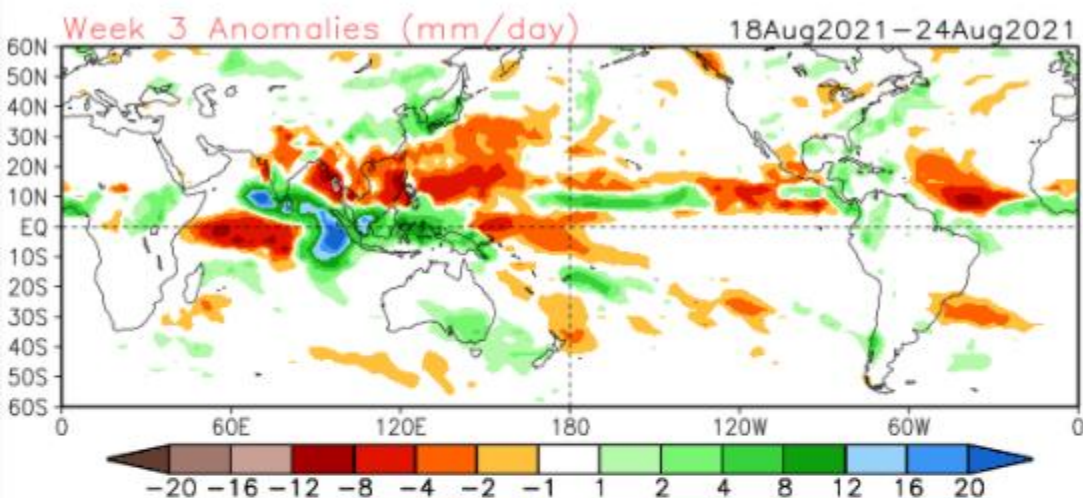 Week 3 Anomalies (mm/day) 18Aug2021-24Aug2021
60N
50N
40N
30N
20N
10N
EQ
10S
20S
30S
40S
50S
60S
0 60E 120E 180 120W 60W 0
-20 -16 -12 -8 -4 -2 -1 1 2 4 8 12 16 20